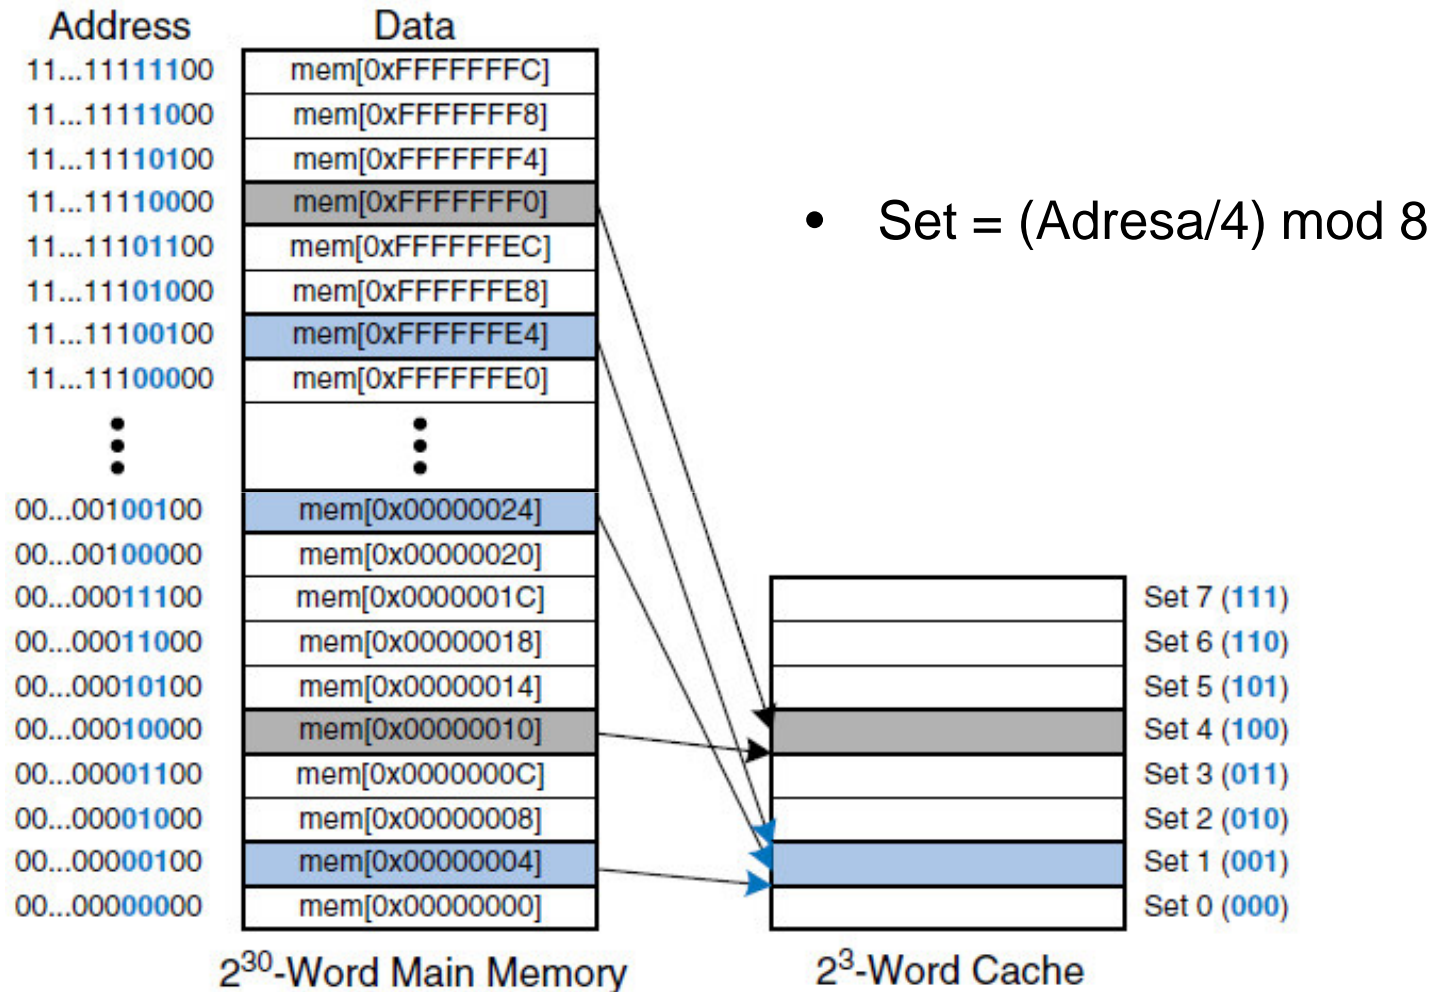 Address Data
11...11111100 mem[0xFFFFFFFC]
11...11111000 mem[0xFFFFFFF8]
11...11110100 mem[0xFFFFFFF4]
11...11110000 mem[0xFFFFFFF0]
• Set = (Adresa/4) mod 8
11...11101100 mem[0xFFFFFFEC]
11...11101000 mem[0xFFFFFFE8]
11...11100100 mem[0xFFFFFFE4]
11...11100000 mem[0xFFFFFFE0]
00...00100100 mem[0x00000024]
00...00100000 mem[0x00000020]
00...00011100 mem[0x0000001C] Set 7 (111)
00...00011000 mem[0x00000018] Set 6 (110)
00...00010100 mem[0x00000014] Set 5 (101)
00...00010000 mem[0x00000010] Set 4 (100)
00...00001100 mem[0x0000000C] Set 3 (011)
00...00001000 mem[0x00000008] Set 2 (010)
00...00000100 mem[0x00000004] Set 1 (001)
00...00000000 mem[0x00000000] Set 0 (000)
2³⁰-Word Main Memory 2³-Word Cache